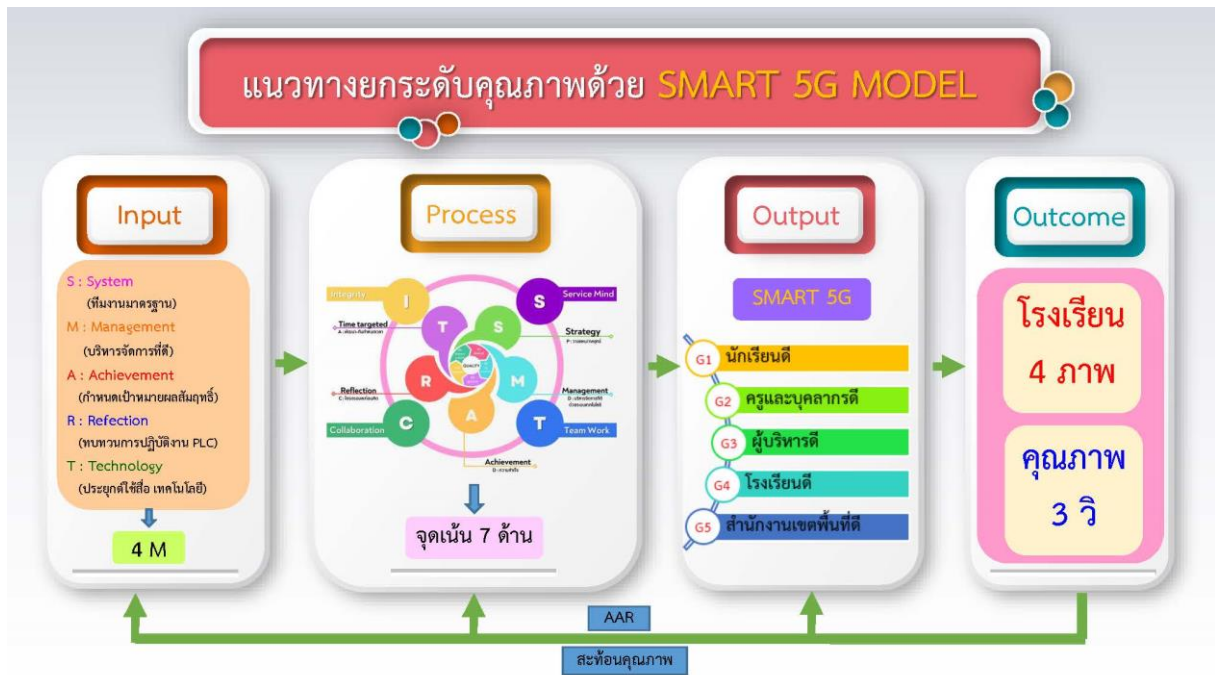 แนวทางยกระดับคุณภาพด้วย SMART 5G MODEL
Input
S : System
(ทีมงานมาตรฐาน)
M : Management
(บริหารจัดการที่ดี)
A : Achievement
(กำหนดเป้าหมายผลสัมฤทธิ์)
R : Refection
(ทบทวนการปฏิบัติงาน PLC)
T : Technology
(ประยุกต์ใช้สื่อ เทคโนโลยี)
4 M
Process
Integrity
I
S
Service Mind
Time targeted
T
S
Strategy
Reflection
R
M
Management
Collaboration
C
A
T
Team Work
Achievement
จุดเน้น 7 ด้าน
Output
SMART 5G
G1 นักเรียนดี
G2 ครูและบุคลากรดี
G3 ผู้บริหารดี
G4 โรงเรียนดี
G5 สำนักงานเขตพื้นที่ดี
Outcome
โรงเรียน
4 ภาพ
คุณภาพ
3 วิ
AAR
สะท้อนคุณภาพ